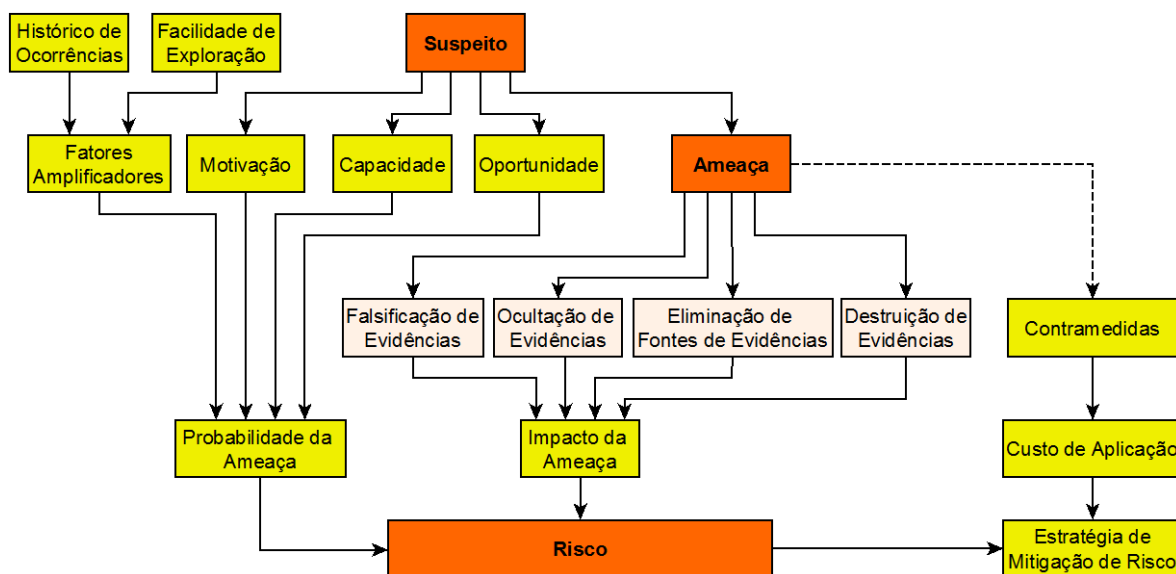 Histórico de
Ocorrências
Facilidade de
Exploração
Suspeito
Fatores
Amplificadores
Motivação
Capacidade
Oportunidade
Ameaça
Falsificação de
Evidências
Ocultação de
Evidências
Eliminação de
Fontes de Evidências
Destruição de
Evidências
Contramedidas
Probabilidade da
Ameaça
Impacto da
Ameaça
Custo de Aplicação
Risco
Estratégia de
Mitigação de Risco